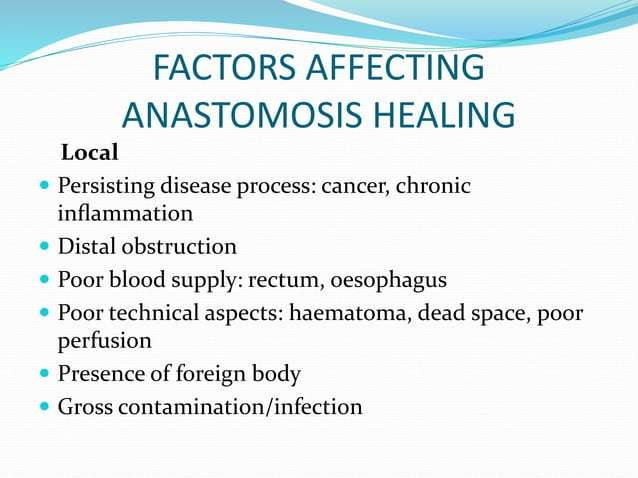 FACTORS AFFECTING
ANASTOMOSIS HEALING
Local
• Persisting disease process: cancer, chronic
inflammation
• Distal obstruction
• Poor blood supply: rectum, oesophagus
• Poor technical aspects: haematoma, dead space, poor
perfusion
• Presence of foreign body
• Gross contamination/infection